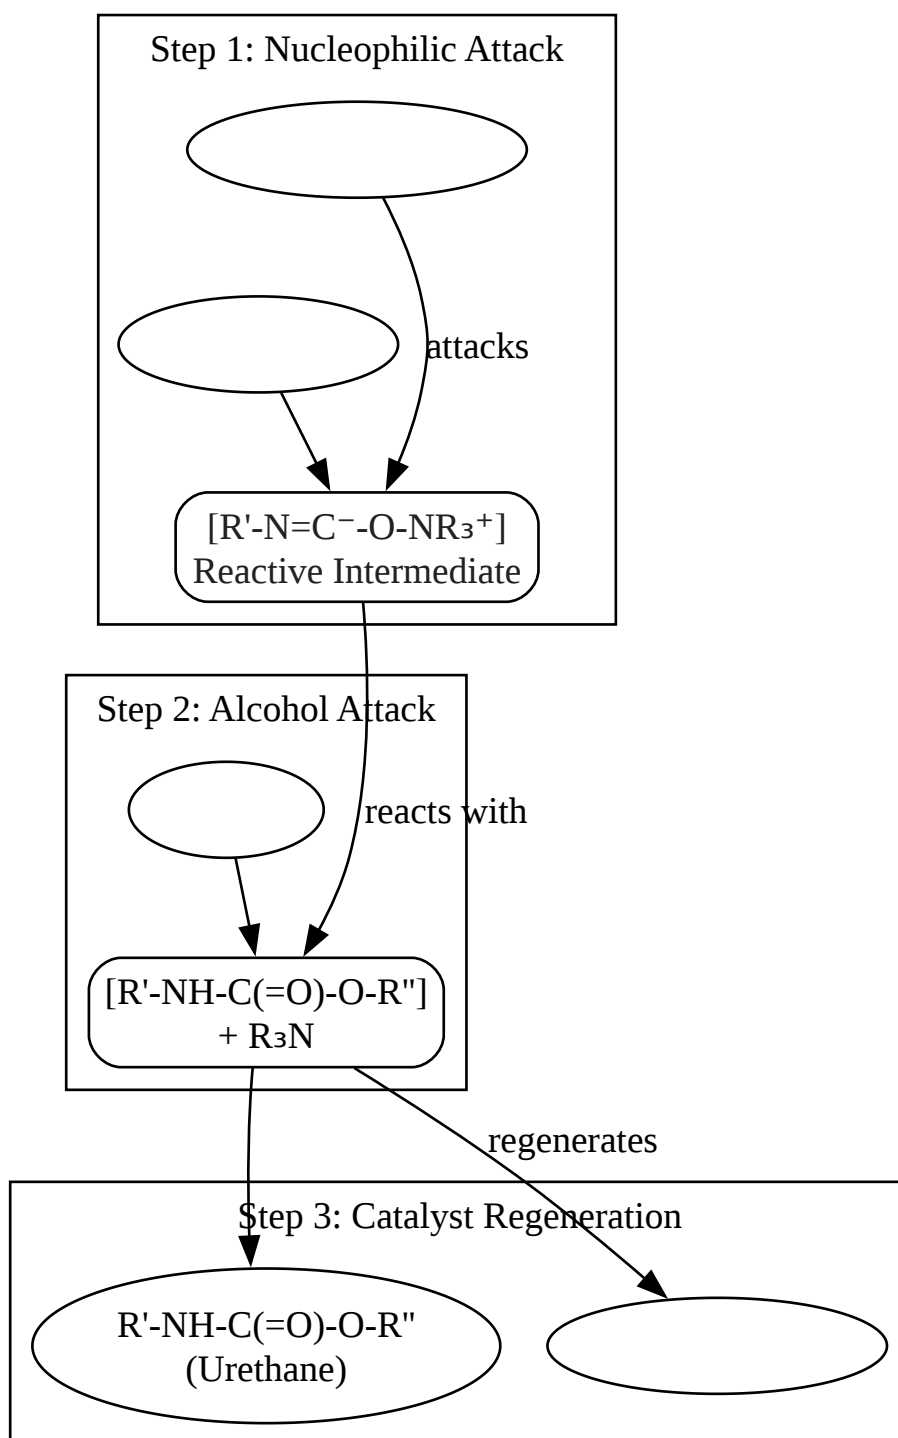 Step 1: Nucleophilic Attack
attacks
[R'-N=C⁻-O-NR₃⁺]
Reactive Intermediate
Step 2: Alcohol Attack
reacts with
[R'-NH-C(=O)-O-R"]
+ R₃N
regenerates
Step 3: Catalyst Regeneration
R'-NH-C(=O)-O-R"
(Urethane)